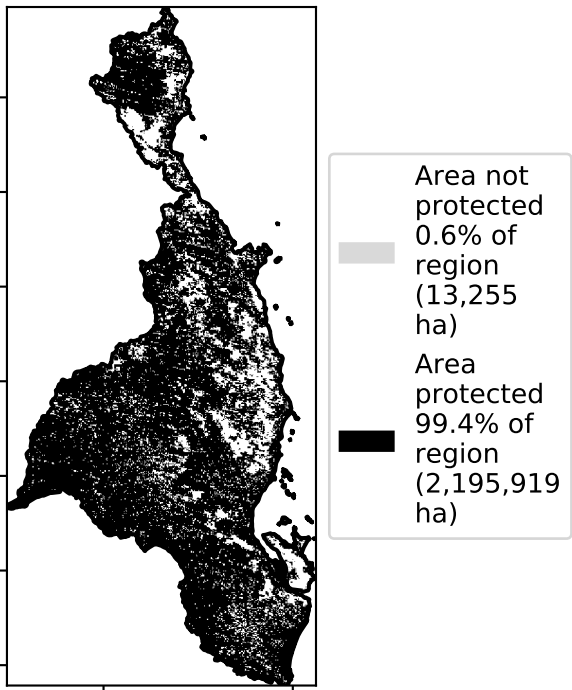 Area not
protected
0.6% of
region
(13,255
ha)
Area
protected
99.4% of
region
(2,195,919
ha)